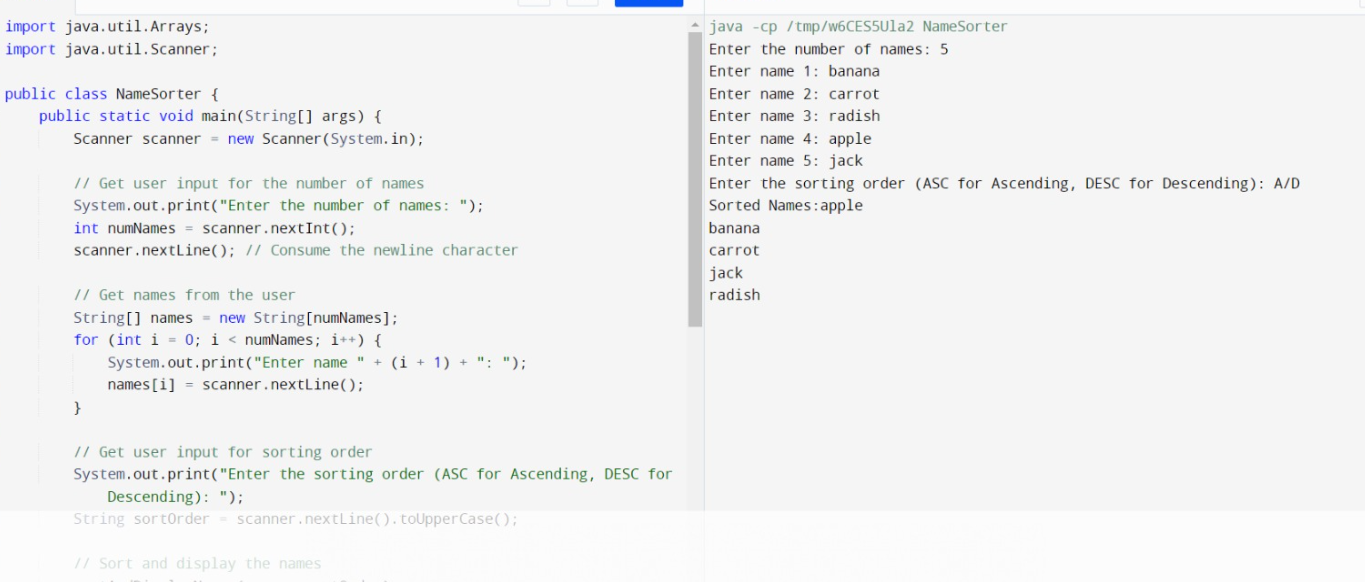 import java.util.Arrays;
import java.util.Scanner;

public class NameSorter {
    public static void main(String[] args) {
        Scanner scanner = new Scanner(System.in);

        // Get user input for the number of names
        System.out.print("Enter the number of names: ");
        int numNames = scanner.nextInt();
        scanner.nextLine(); // Consume the newline character

        // Get names from the user
        String[] names = new String[numNames];
        for (int i = 0; i < numNames; i++) {
            System.out.print("Enter name " + (i + 1) + ": ");
            names[i] = scanner.nextLine();
        }

        // Get user input for sorting order
        System.out.print("Enter the sorting order (ASC for Ascending, DESC for
            Descending): ");
        String sortOrder = scanner.nextLine().toUpperCase();

        // Sort and display the names
java -cp /tmp/w6CES5Ula2 NameSorter
Enter the number of names: 5
Enter name 1: banana
Enter name 2: carrot
Enter name 3: radish
Enter name 4: apple
Enter name 5: jack
Enter the sorting order (ASC for Ascending, DESC for Descending): A/D
Sorted Names:apple
banana
carrot
jack
radish